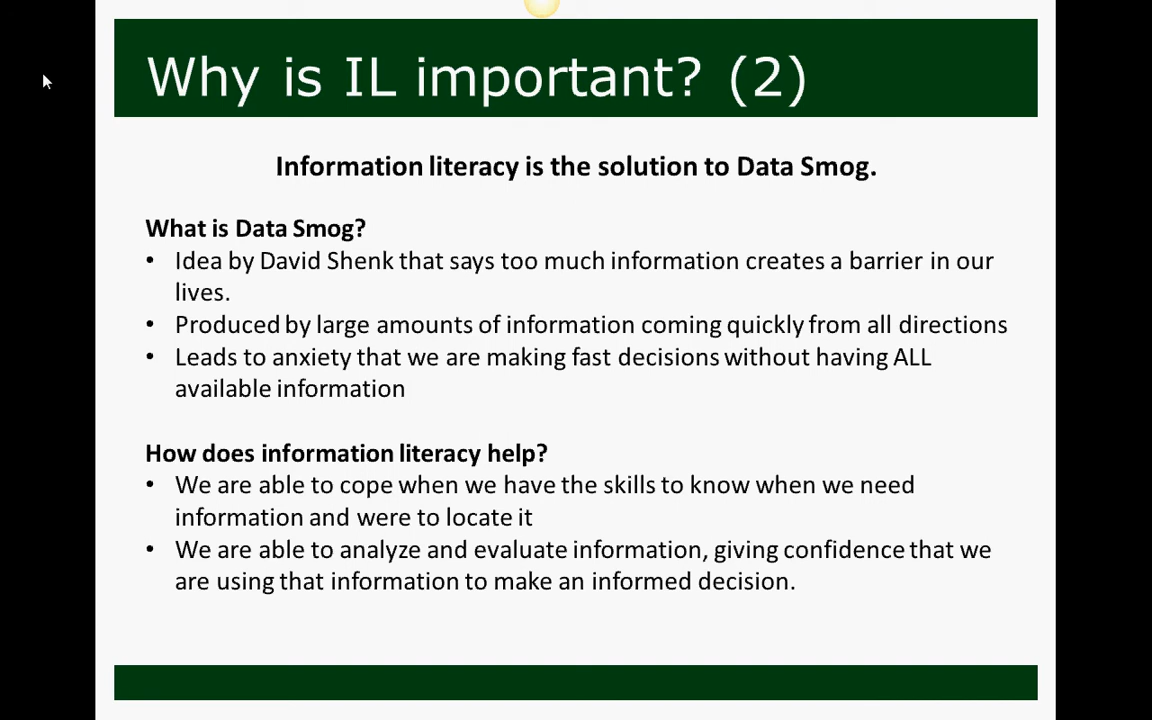 Why is IL important? (2)
Information literacy is the solution to Data Smog.
What is Data Smog?
• Idea by David Shenk that says too much information creates a barrier in our
lives.
• Produced by large amounts of information coming quickly from all directions
• Leads to anxiety that we are making fast decisions without having ALL
available information
How does information literacy help?
• We are able to cope when we have the skills to know when we need
information and were to locate it
• We are able to analyze and evaluate information, giving confidence that we
are using that information to make an informed decision.